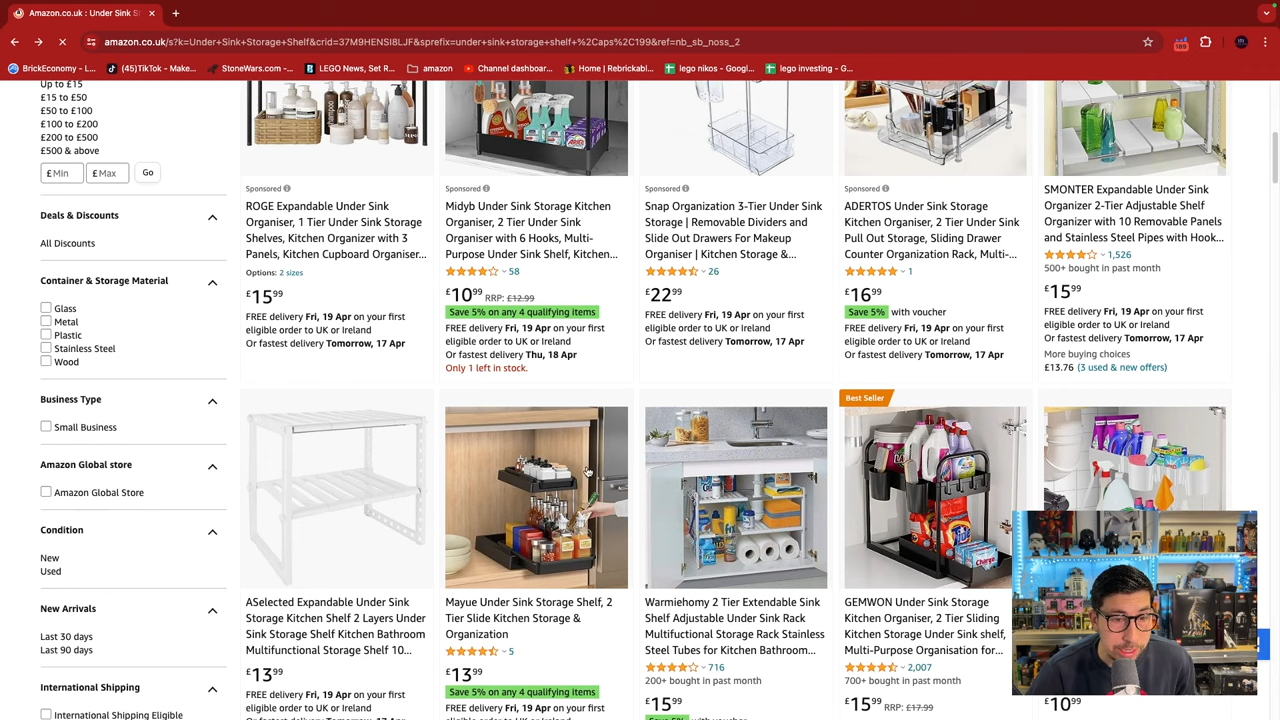 Amazon.co.uk : Under Sink S
amazon.co.uk/s?k=Under+Sink+Storage+Shelf&crid=37M9HENSI8LJF&sprefix=under+sink+storage+shelf+%2Caps%2C199&ref=nb_sb_noss_2
189
BrickEconomy - L...
(45)TikTok - Make...
StoneWars.com -...
LEGO News, Set R...
amazon
Channel dashboar...
Home | Rebrickabl...
lego nikos - Googl...
lego investing - G...
Up to £15
£15 to £50
£50 to £100
£100 to £200
£200 to £500
£500 & above
£ Min
£ Max
Go
Deals & Discounts
All Discounts
Container & Storage Material
Glass
Metal
Plastic
Stainless Steel
Wood
Business Type
Small Business
Amazon Global store
Amazon Global Store
Condition
New
Used
New Arrivals
Last 30 days
Last 90 days
International Shipping
International Shipping Eligible
Sponsored
ROGE Expandable Under Sink
Organiser, 1 Tier Under Sink Storage
Shelves, Kitchen Organizer with 3
Panels, Kitchen Cupboard Organiser...
Options: 2 sizes
£15 99
FREE delivery Fri, 19 Apr on your first
eligible order to UK or Ireland
Or fastest delivery Tomorrow, 17 Apr
Sponsored
Midyb Under Sink Storage Kitchen
Organiser, 2 Tier Under Sink
Organiser with 6 Hooks, Multi-
Purpose Under Sink Shelf, Kitchen...
58
£10 99 RRP: £12.99
Save 5% on any 4 qualifying items
FREE delivery Fri, 19 Apr on your first
eligible order to UK or Ireland
Or fastest delivery Thu, 18 Apr
Only 1 left in stock.
Sponsored
Snap Organization 3-Tier Under Sink
Storage | Removable Dividers and
Slide Out Drawers For Makeup
Organiser | Kitchen Storage &...
26
£22 99
FREE delivery Fri, 19 Apr on your first
eligible order to UK or Ireland
Or fastest delivery Tomorrow, 17 Apr
Sponsored
ADERTOS Under Sink Storage
Kitchen Organizer, 2 Tier Under Sink
Pull Out Storage, Sliding Drawer
Counter Organization Rack, Multi-...
1
£16 99
Save 5% with voucher
FREE delivery Fri, 19 Apr on your first
eligible order to UK or Ireland
Or fastest delivery Tomorrow, 17 Apr
SMONTER Expandable Under Sink
Organizer 2-Tier Adjustable Shelf
Organizer with 10 Removable Panels
and Stainless Steel Pipes with Hook...
1,526
500+ bought in past month
£15 99
FREE delivery Fri, 19 Apr on your first
eligible order to UK or Ireland
Or fastest delivery Tomorrow, 17 Apr
More buying choices
£13.76 (3 used & new offers)
ASelected Expandable Under Sink
Storage Kitchen Shelf 2 Layers Under
Sink Storage Shelf Kitchen Bathroom
Multifunctional Storage Shelf 10...
£13 99
FREE delivery Fri, 19 Apr on your first
eligible order to UK or Ireland
Mayue Under Sink Storage Shelf, 2
Tier Slide Kitchen Storage &
Organization
5
£13 99
Save 5% on any 4 qualifying items
FREE delivery Fri, 19 Apr on your first
eligible order to UK or Ireland
Warmiehomy 2 Tier Extendable Sink
Shelf Adjustable Under Sink Rack
Multifuctional Storage Rack Stainless
Steel Tubes for Kitchen Bathroom...
716
200+ bought in past month
£15 99
Save 5% with voucher
Best Seller
GEMWON Under Sink Storage
Kitchen Organizer, 2 Tier Sliding
Kitchen Storage Under Sink shelf,
Multi-Purpose Organisation for...
2,007
700+ bought in past month
£15 99 RRP: £17.99
£10 99